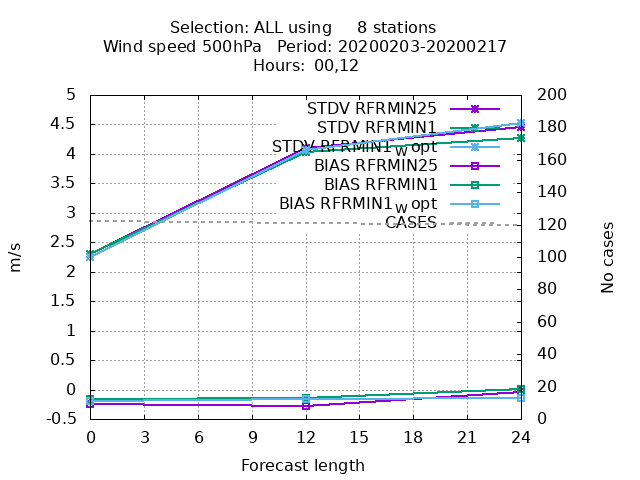 Selection: ALL using     8 stations
Wind speed 500hPa   Period: 20200203-20200217
Hours:  00,12
STDV RFRMIN25
STDV RFRMIN1
STDV RFRMIN1w opt
BIAS RFRMIN25
BIAS RFRMIN1
BIAS RFRMIN1w opt
CASES
5
4.5
4
3.5
3
2.5
2
1.5
1
0.5
0
-0.5
m/s
200
180
160
140
120
100
80
60
40
20
0
No cases
0 3 6 9 12 15 18 21 24
Forecast length